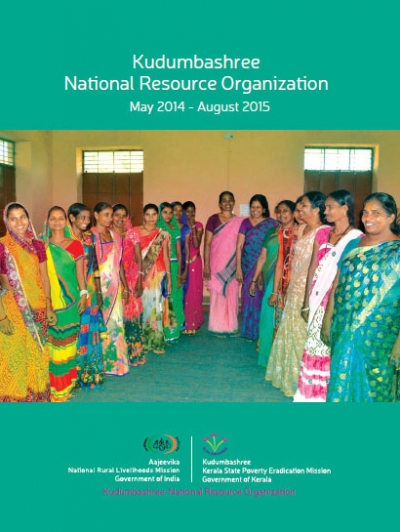 Kudumbashree
National Resource Organization
May 2014 - August 2015
Aajeevika
National Rural Livelihoods Mission
Government of India
Kudumbashree
Kerala State Poverty Eradication Mission
Government of Kerala
Kudumbashree National Resource Organization